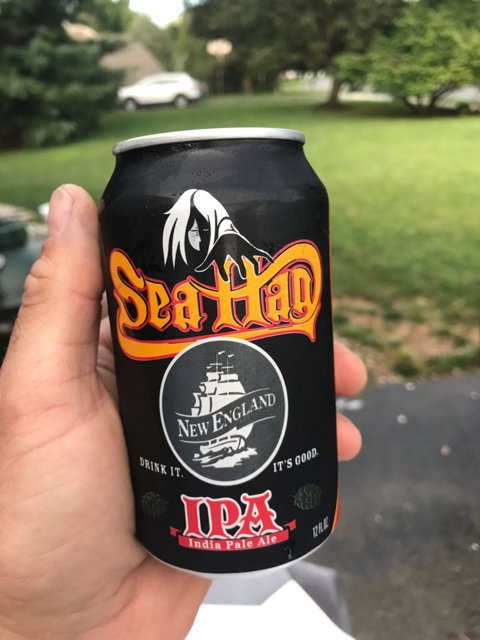 Sea Hag
NEW ENGLAND
DRINK IT. IT'S GOOD.
IPA
India Pale Ale
12 FL OZ